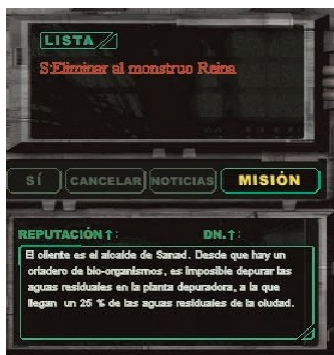 LISTA
S:Eliminar al monstruo Reina
SÍ CANCELAR NOTICIAS MISIÓN
REPUTACIÓN↑: DN.↑:
El cliente es el alcalde de Sanad. Desde que hay un
criadero de bio-organismos, es imposible depurar las
aguas residuales en la planta depuradora, a la que
llegan un 25 % de las aguas residuales de la ciudad.